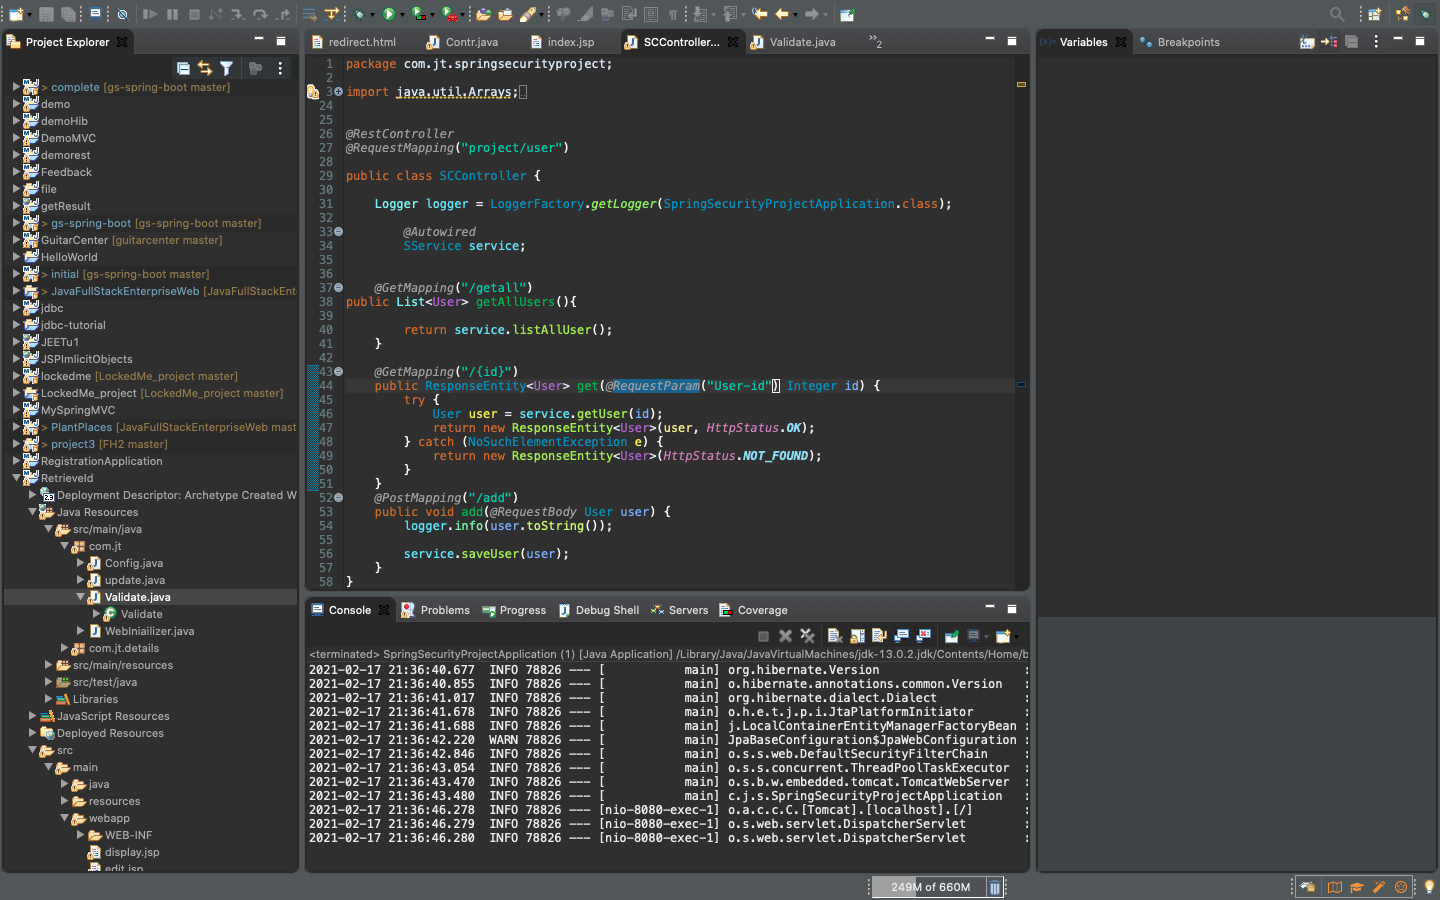 Project Explorer
> complete [gs-spring-boot master]
demo
demoHib
DemoMVC
demorest
Feedback
file
getResult
> gs-spring-boot [gs-spring-boot master]
GuitarCenter [guitarcenter master]
HelloWorld
> initial [gs-spring-boot master]
> JavaFullStackEnterpriseWeb [JavaFullStackEnt
jdbc
jdbc-tutorial
JEETu1
JSPImlicitObjects
lockedme [LockedMe_project master]
LockedMe_project [LockedMe_project master]
MySpringMVC
> PlantPlaces [JavaFullStackEnterpriseWeb mast
> project3 [FH2 master]
RegistrationApplication
RetrieveId
Deployment Descriptor: Archetype Created W
Java Resources
src/main/java
com.jt
Config.java
update.java
Validate.java
Validate
WebIniailizer.java
com.jt.details
src/main/resources
src/test/java
Libraries
JavaScript Resources
Deployed Resources
src
main
java
resources
webapp
WEB-INF
display.jsp
edit.jsp
redirect.html
Contr.java
index.jsp
SCController...
Validate.java
»2
1 package com.jt.springsecurityproject;
2
3 import java.util.Arrays;
24
25
26 @RestController
27 @RequestMapping("project/user")
28
29 public class SCController {
30
31 Logger logger = LoggerFactory.getLogger(SpringSecurityProjectApplication.class);
32
33 @Autowired
34 SService service;
35
36
37 @GetMapping("/getall")
38 public List<User> getAllUsers(){
39
40 return service.listAllUser();
41 }
42
43 @GetMapping("/{id}")
44 public ResponseEntity<User> get(@RequestParam("User-id") Integer id) {
45 try {
46 User user = service.getUser(id);
47 return new ResponseEntity<User>(user, HttpStatus.OK);
48 } catch (NoSuchElementException e) {
49 return new ResponseEntity<User>(HttpStatus.NOT_FOUND);
50 }
51 }
52 @PostMapping("/add")
53 public void add(@RequestBody User user) {
54 logger.info(user.toString());
55
56 service.saveUser(user);
57 }
58 }
Console
Problems
Progress
Debug Shell
Servers
Coverage
<terminated> SpringSecurityProjectApplication (1) [Java Application] /Library/Java/JavaVirtualMachines/jdk-13.0.2.jdk/Contents/Home/b
2021-02-17 21:36:40.677 INFO 78826 --- [ main] org.hibernate.Version :
2021-02-17 21:36:40.855 INFO 78826 --- [ main] o.hibernate.annotations.common.Version :
2021-02-17 21:36:41.017 INFO 78826 --- [ main] org.hibernate.dialect.Dialect :
2021-02-17 21:36:41.678 INFO 78826 --- [ main] o.h.e.t.j.p.i.JtaPlatformInitiator :
2021-02-17 21:36:41.688 INFO 78826 --- [ main] j.LocalContainerEntityManagerFactoryBean :
2021-02-17 21:36:42.220 WARN 78826 --- [ main] JpaBaseConfiguration$JpaWebConfiguration :
2021-02-17 21:36:42.846 INFO 78826 --- [ main] o.s.s.web.DefaultSecurityFilterChain :
2021-02-17 21:36:43.054 INFO 78826 --- [ main] o.s.s.concurrent.ThreadPoolTaskExecutor :
2021-02-17 21:36:43.470 INFO 78826 --- [ main] o.s.b.w.embedded.tomcat.TomcatWebServer :
2021-02-17 21:36:43.480 INFO 78826 --- [ main] c.j.s.SpringSecurityProjectApplication :
2021-02-17 21:36:46.278 INFO 78826 --- [nio-8080-exec-1] o.a.c.c.C.[Tomcat].[localhost].[/] :
2021-02-17 21:36:46.279 INFO 78826 --- [nio-8080-exec-1] o.s.web.servlet.DispatcherServlet :
2021-02-17 21:36:46.280 INFO 78826 --- [nio-8080-exec-1] o.s.web.servlet.DispatcherServlet :
(x)= Variables
Breakpoints
249M of 660M